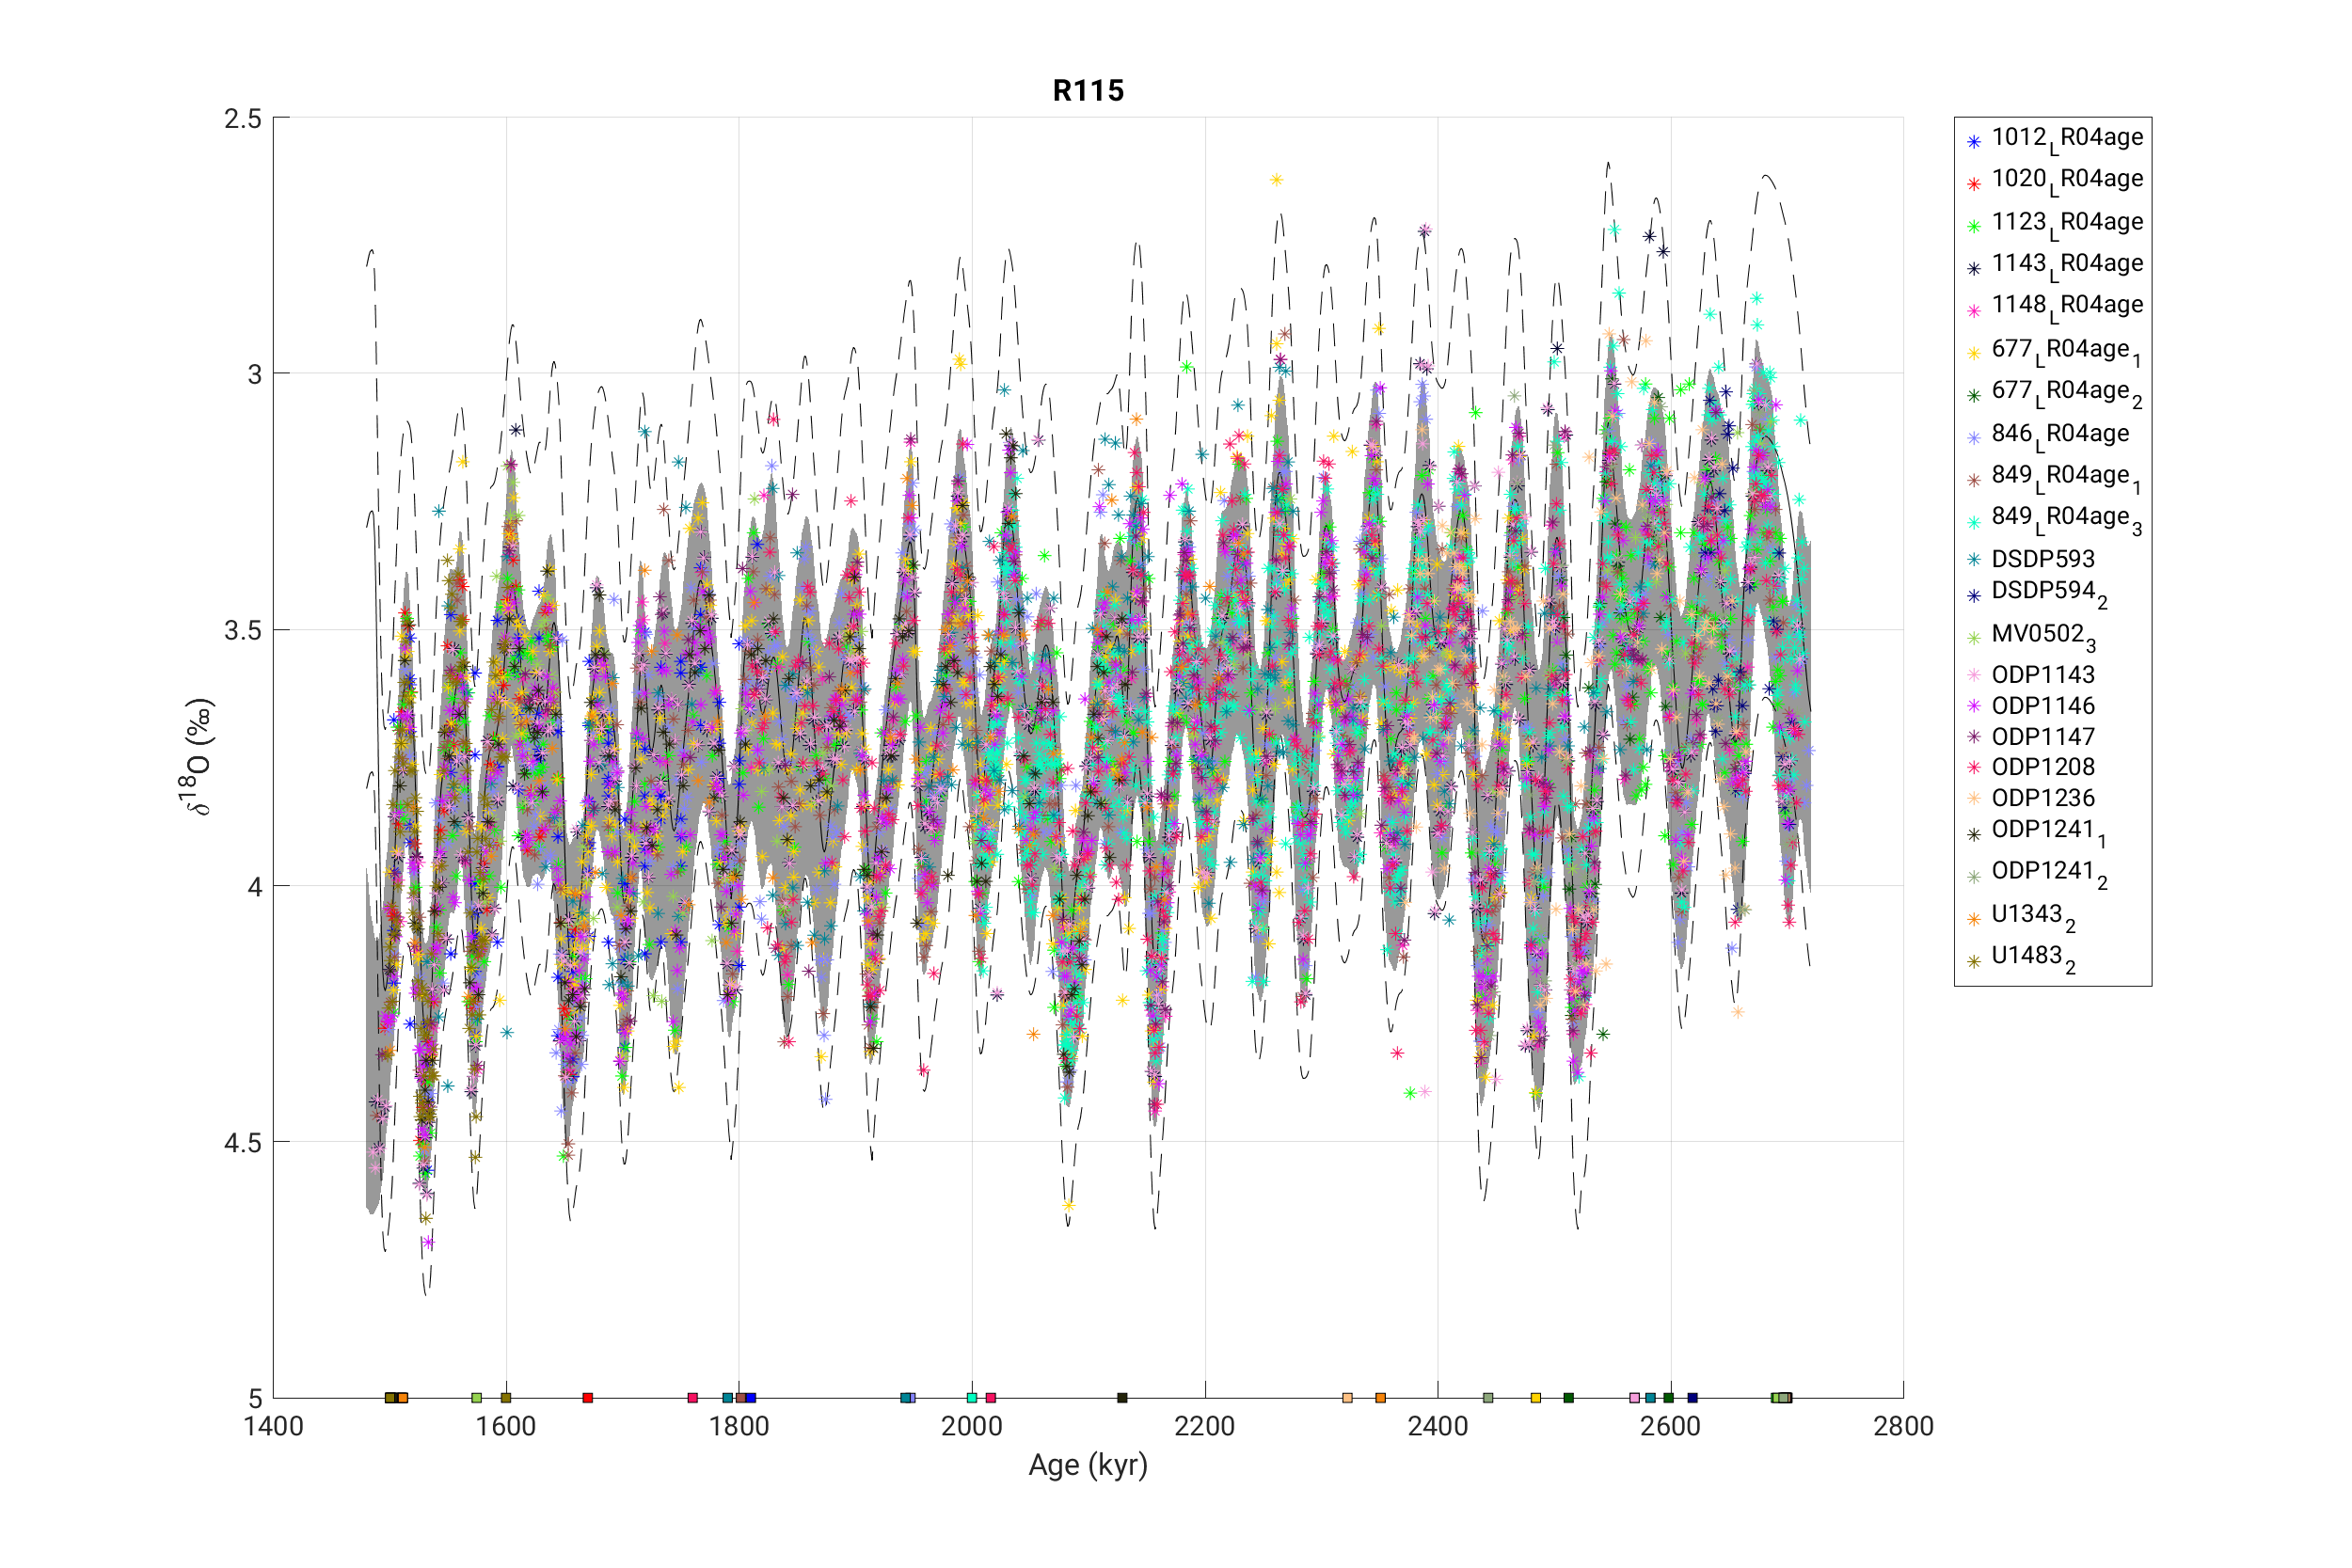 R115
2.5
3
3.5
4
4.5
5
1400
1600
1800
2000
2200
2400
2600
2800
δ18O (‰)
Age (kyr)
1012LR04age
1020LR04age
1123LR04age
1143LR04age
1148LR04age
677LR04age1
677LR04age2
846LR04age
849LR04age1
849LR04age3
DSDP593
DSDP5942
MV05023
ODP1143
ODP1146
ODP1147
ODP1208
ODP1236
ODP12411
ODP12412
U13432
U14832